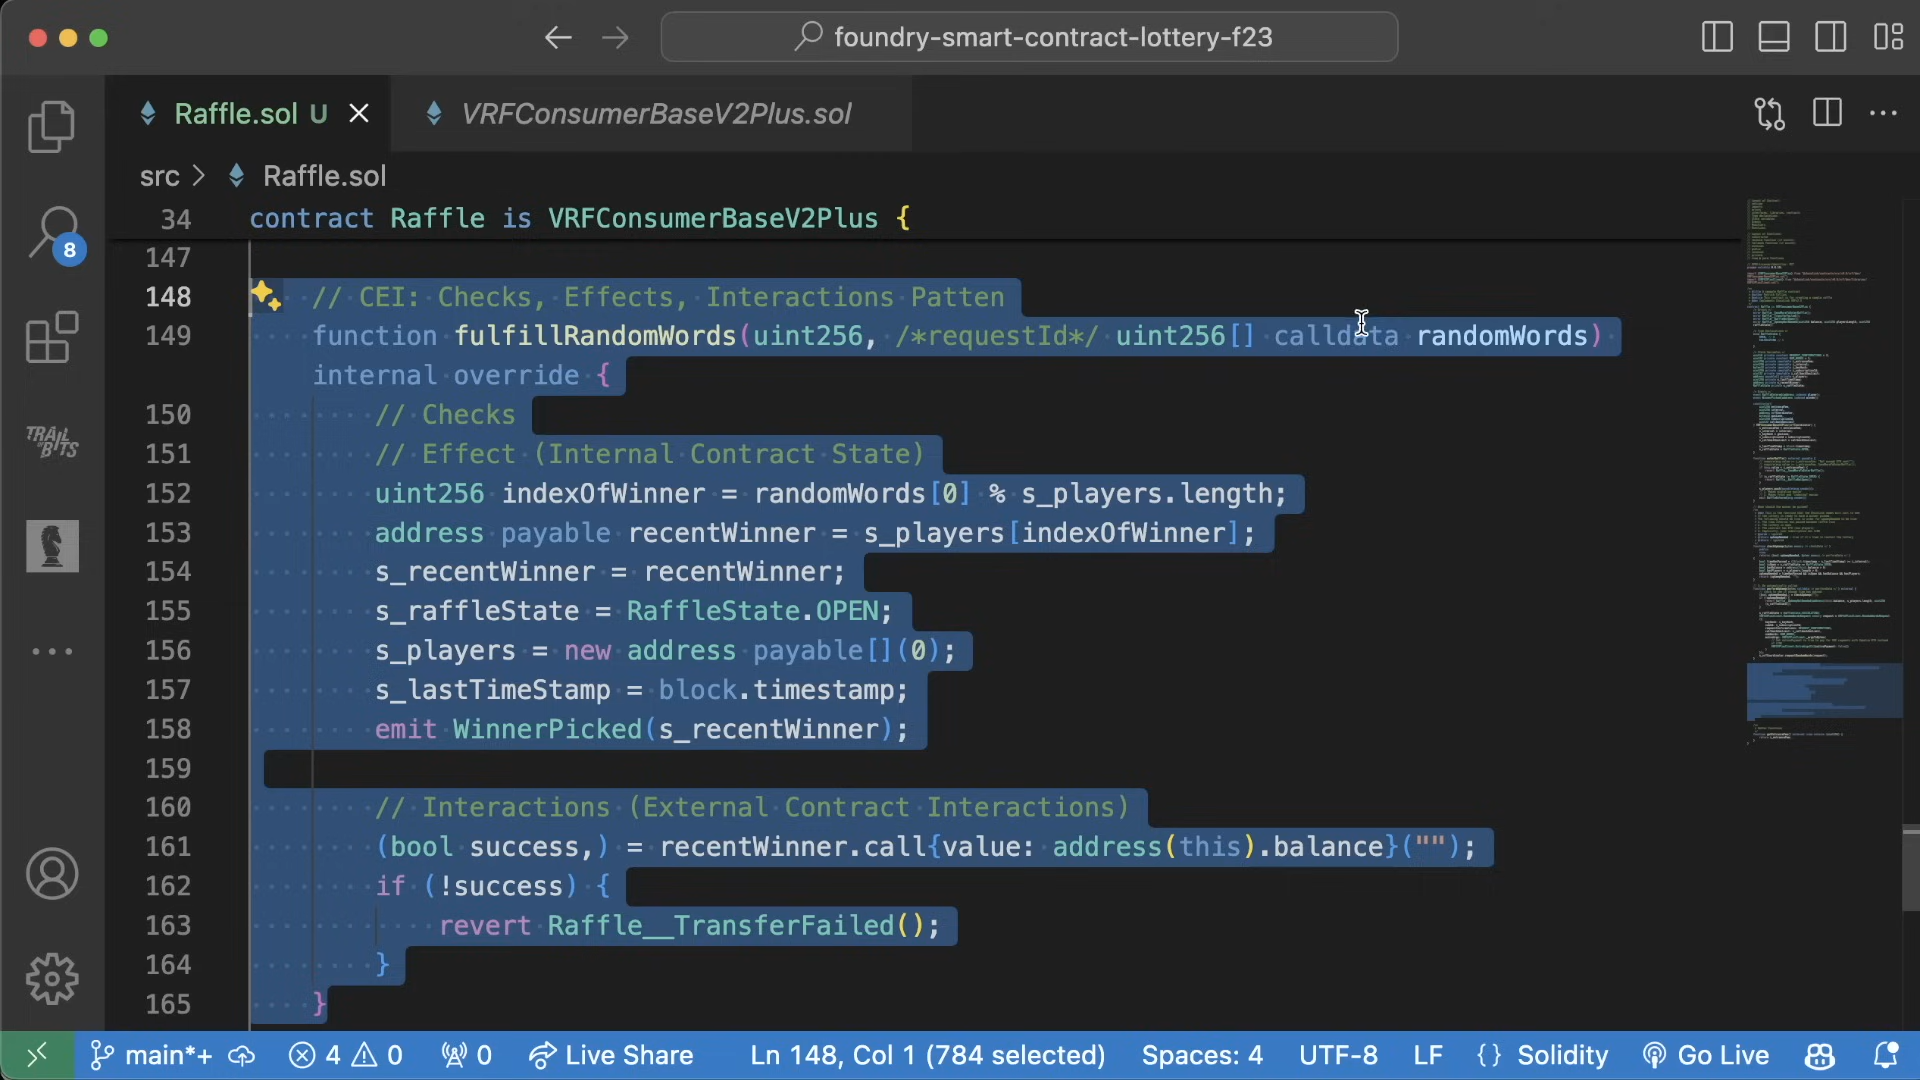 foundry-smart-contract-lottery-f23
Raffle.sol U
VRFConsumerBaseV2Plus.sol
8
TRAIL OF BITS
src > Raffle.sol
34 contract Raffle is VRFConsumerBaseV2Plus {
147
148 // CEI: Checks, Effects, Interactions Patten
149 function fulfillRandomWords(uint256, /*requestId*/ uint256[] calldata randomWords)
internal override {
150 // Checks
151 // Effect (Internal Contract State)
152 uint256 indexOfWinner = randomWords[0] % s_players.length;
153 address payable recentWinner = s_players[indexOfWinner];
154 s_recentWinner = recentWinner;
155 s_raffleState = RaffleState.OPEN;
156 s_players = new address payable[](0);
157 s_lastTimeStamp = block.timestamp;
158 emit WinnerPicked(s_recentWinner);
159
160 // Interactions (External Contract Interactions)
161 (bool success,) = recentWinner.call{value: address(this).balance}("");
162 if (!success) {
163 revert Raffle__TransferFailed();
164 }
165 }
main*+ 4 0 0 Live Share Ln 148, Col 1 (784 selected) Spaces: 4 UTF-8 LF {} Solidity Go Live